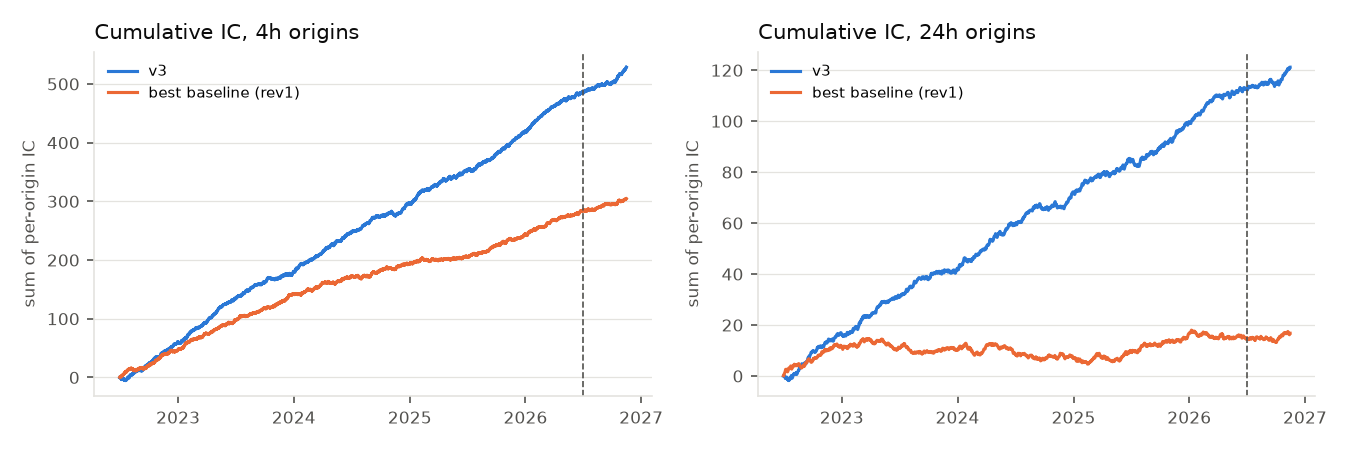 Cumulative IC, 4h origins
v3
best baseline (rev1)
sum of per-origin IC
500
400
300
200
100
0
2023
2024
2025
2026
2027
Cumulative IC, 24h origins
v3
best baseline (rev1)
sum of per-origin IC
120
100
80
60
40
20
0
2023
2024
2025
2026
2027